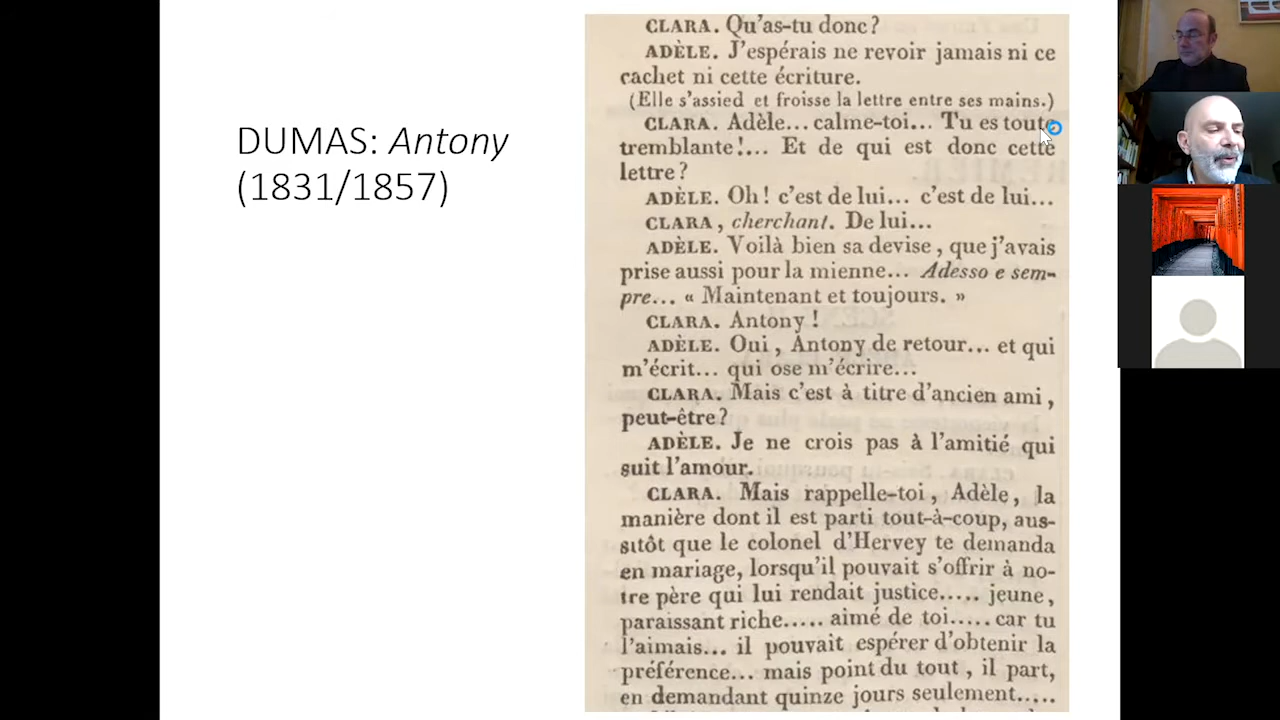 DUMAS: Antony
(1831/1857)
CLARA. Qu'as-tu donc?
ADÈLE. J'espérais ne revoir jamais ni ce
cachet ni cette écriture.
(Elle s'assied et froisse la lettre entre ses mains.)
CLARA. Adèle... calme-toi... Tu es toute
tremblante!... Et de qui est donc cette
lettre?
ADÈLE. Oh! c'est de lui... c'est de lui...
CLARA, cherchant. De lui...
ADÈLE. Voilà bien sa devise, que j'avais
prise aussi pour la mienne... Adesso e sem-
pre... « Maintenant et toujours. »
CLARA. Antony!
ADÈLE. Oui, Antony de retour... et qui
m'écrit... qui ose m'écrire...
CLARA. Mais c'est à titre d'ancien ami,
peut-être?
ADÈLE. Je ne crois pas à l'amitié qui
suit l'amour.
CLARA. Mais rappelle-toi, Adèle, la
manière dont il est parti tout-à-coup, aus-
sitôt que le colonel d'Hervey te demanda
en mariage, lorsqu'il pouvait s'offrir à no-
tre père qui lui rendait justice..... jeune,
paraissant riche..... aimé de toi..... car tu
l'aimais... il pouvait espérer d'obtenir la
préférence... mais point du tout, il part,
en demandant quinze jours seulement.....